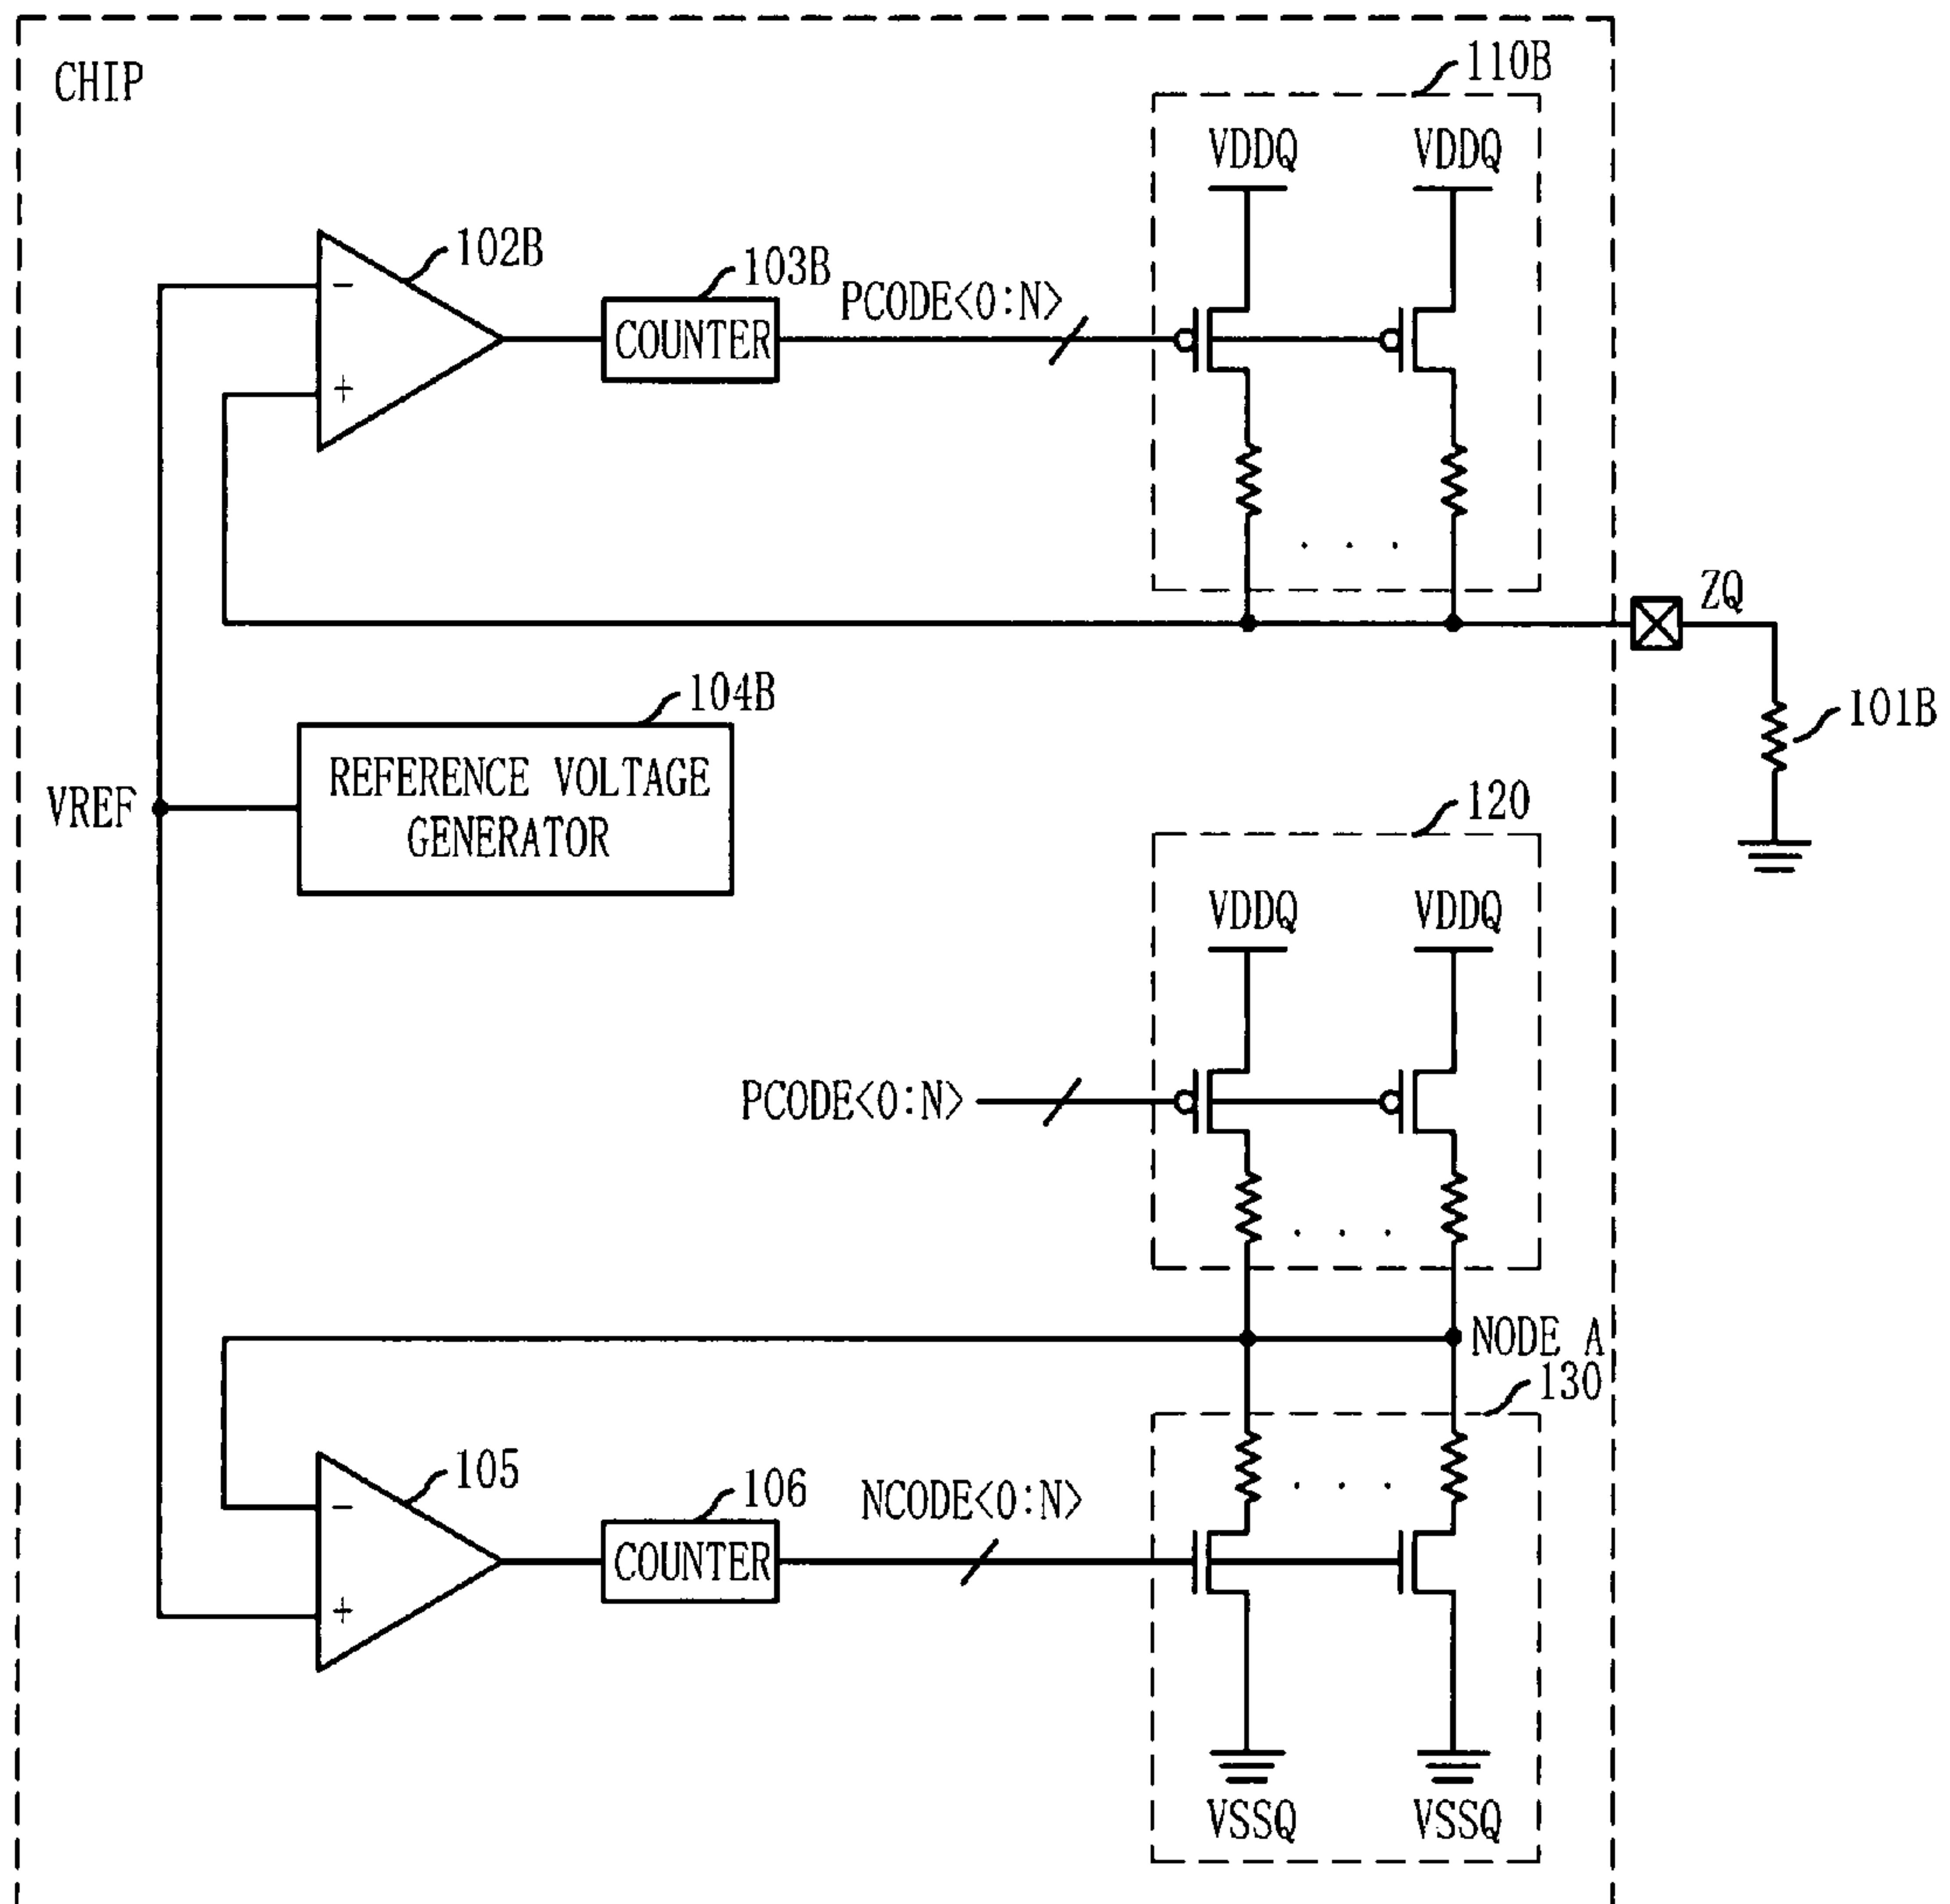 CHIP
110B
VDDQ VDDQ
102B
-
+
103B
COUNTER
PCODE<0:N>
ZQ
101B
104B
REFERENCE VOLTAGE
GENERATOR
VREF
120
VDDQ VDDQ
PCODE<0:N>
NODE A
130
105
-
+
106
COUNTER
NCODE<0:N>
VSSQ VSSQ